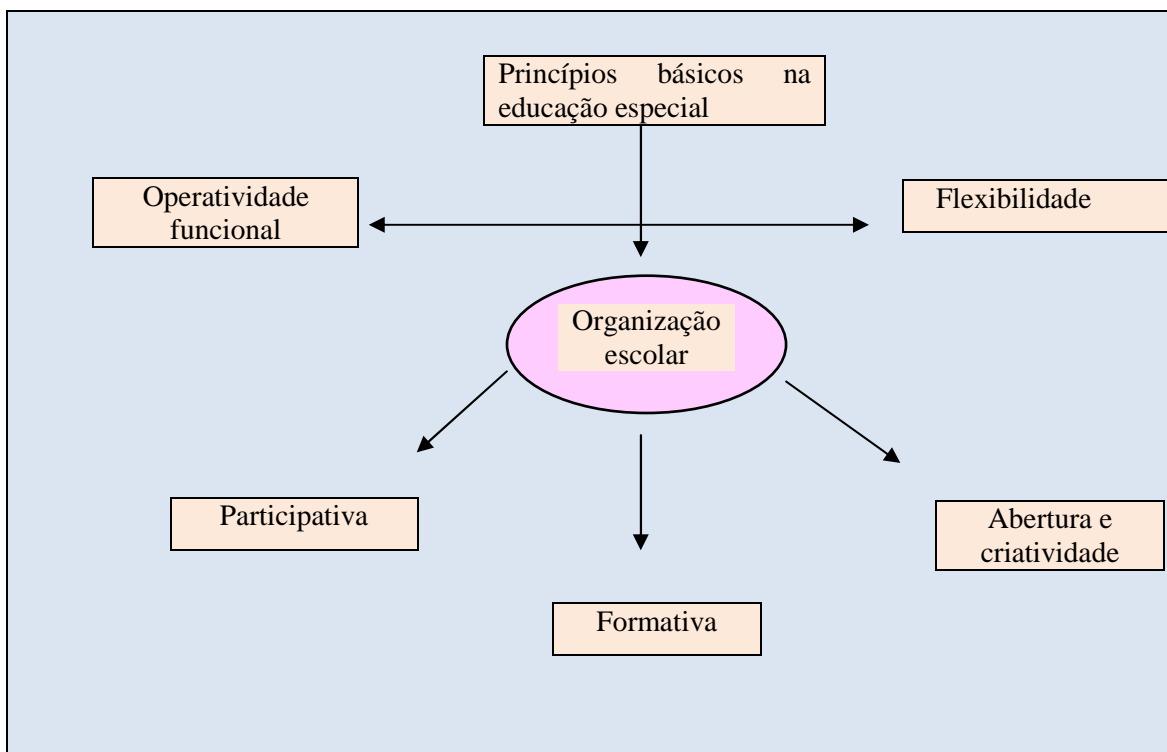 Princípios básicos na
educação especial
Operatividade
funcional
Flexibilidade
Organização
escolar
Participativa
Abertura e
criatividade
Formativa